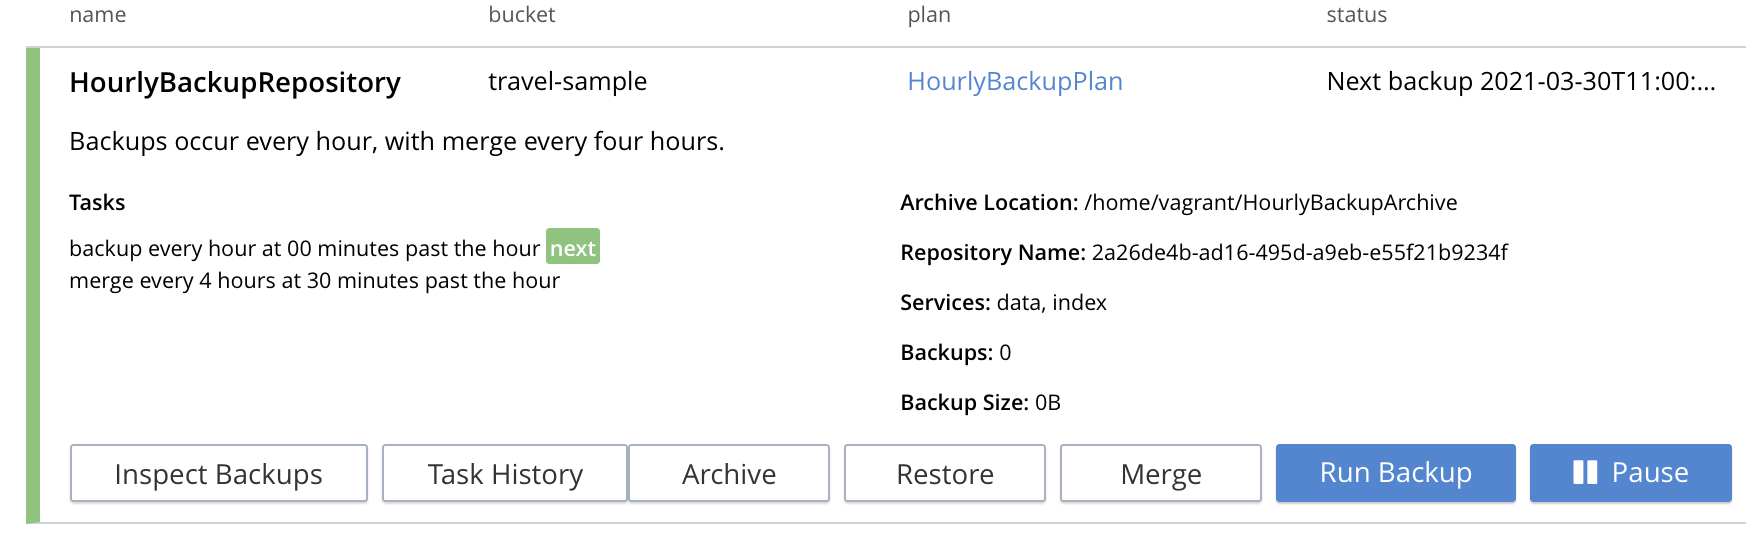 name bucket plan status
HourlyBackupRepository travel-sample HourlyBackupPlan Next backup 2021-03-30T11:00:...
Backups occur every hour, with merge every four hours.
Tasks
backup every hour at 00 minutes past the hour next
merge every 4 hours at 30 minutes past the hour
Archive Location: /home/vagrant/HourlyBackupArchive
Repository Name: 2a26de4b-ad16-495d-a9eb-e55f21b9234f
Services: data, index
Backups: 0
Backup Size: 0B
Inspect Backups Task History Archive Restore Merge Run Backup Pause